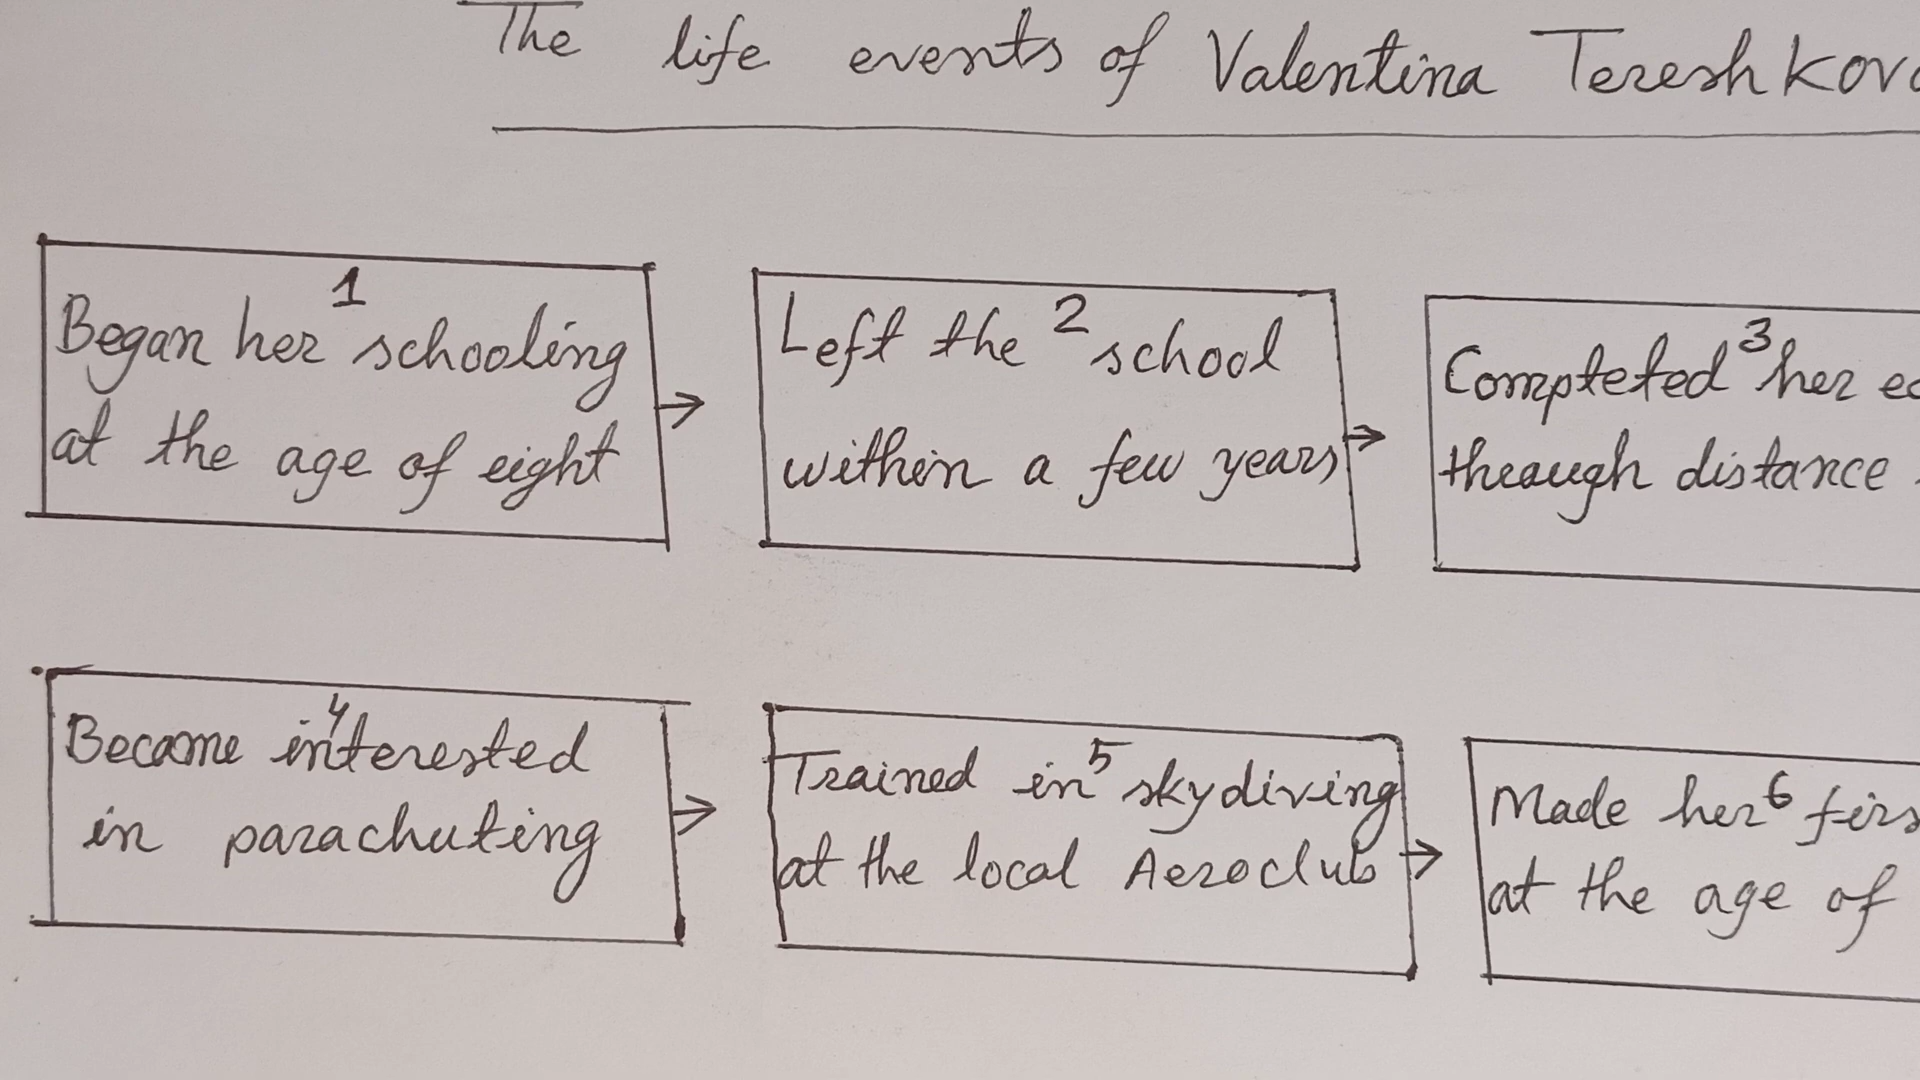 The life events of Valentina Tereshkova
1
Began her schooling
at the age of eight
2
Left the school
within a few years
3
Completed her
through distance
4
Became interested
in parachuting
5
Trained in skydiving
at the local Aeroclub
6
Made her
at the age of